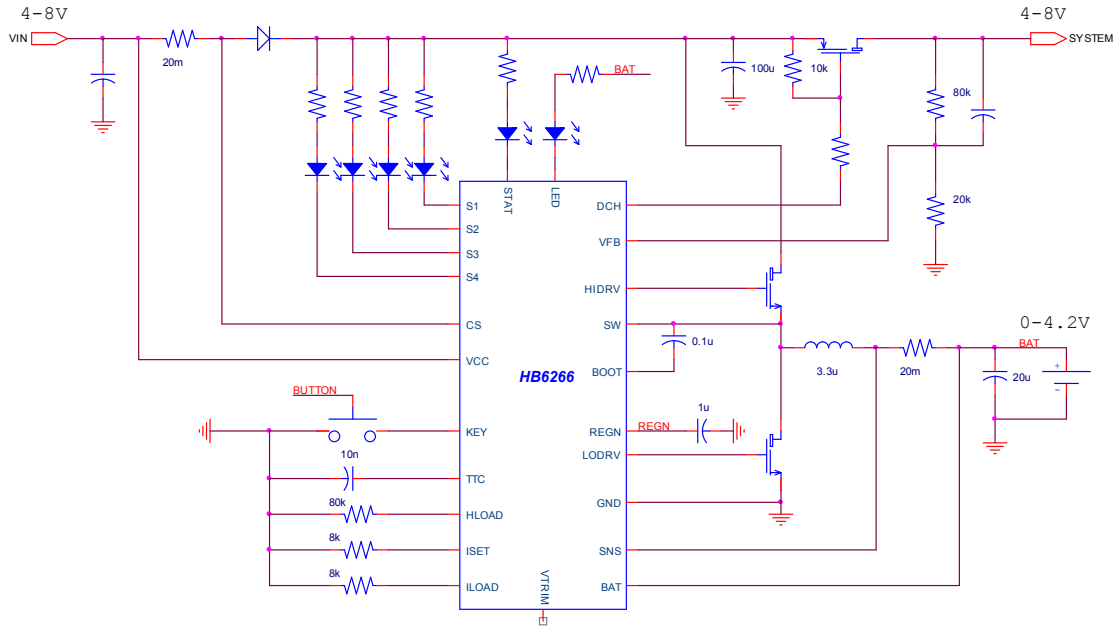 4-8V
4-8V
VIN
SYSTEM
20m
100u
10k
BAT
80k
20k
STAT
LED
S1
S2
S3
S4
CS
VCC
KEY
TTC
HLOAD
ISET
ILOAD
HB6266
VTRIM
DCH
VFB
HIDRV
SW
BOOT
REGN
LODRV
GND
SNS
BAT
0.1u
3.3u
20m
0-4.2V
BAT
+
-
20u
REGN
1u
BUTTON
10n
80k
8k
8k